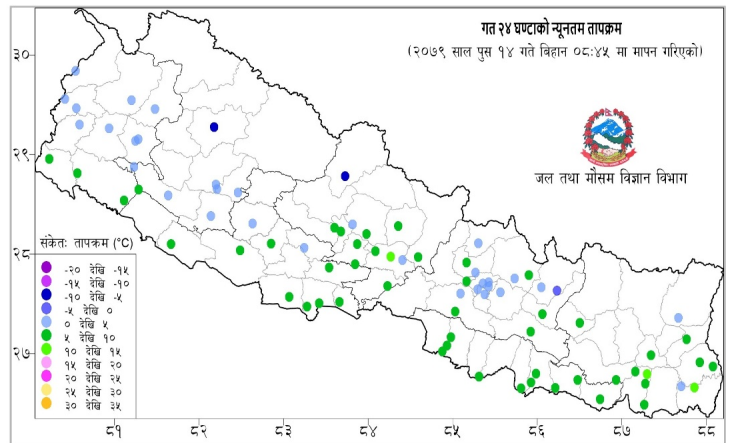 गत २४ घण्टाको न्यूनतम तापक्रम
(२०७९ साल पुस १४ गते बिहान ०८:४५ मा मापन गरिएको)
जल तथा मौसम विज्ञान विभाग
३०
२९
२८
२७
संकेतः तापक्रम (°C)
-२० देखि -१५
-१५ देखि -१०
-१० देखि -५
-५ देखि ०
० देखि ५
५ देखि १०
१० देखि १५
१५ देखि २०
२० देखि २५
२५ देखि ३०
३० देखि ३५
८१ ८२ ८३ ८४ ८५ ८६ ८७ ८८